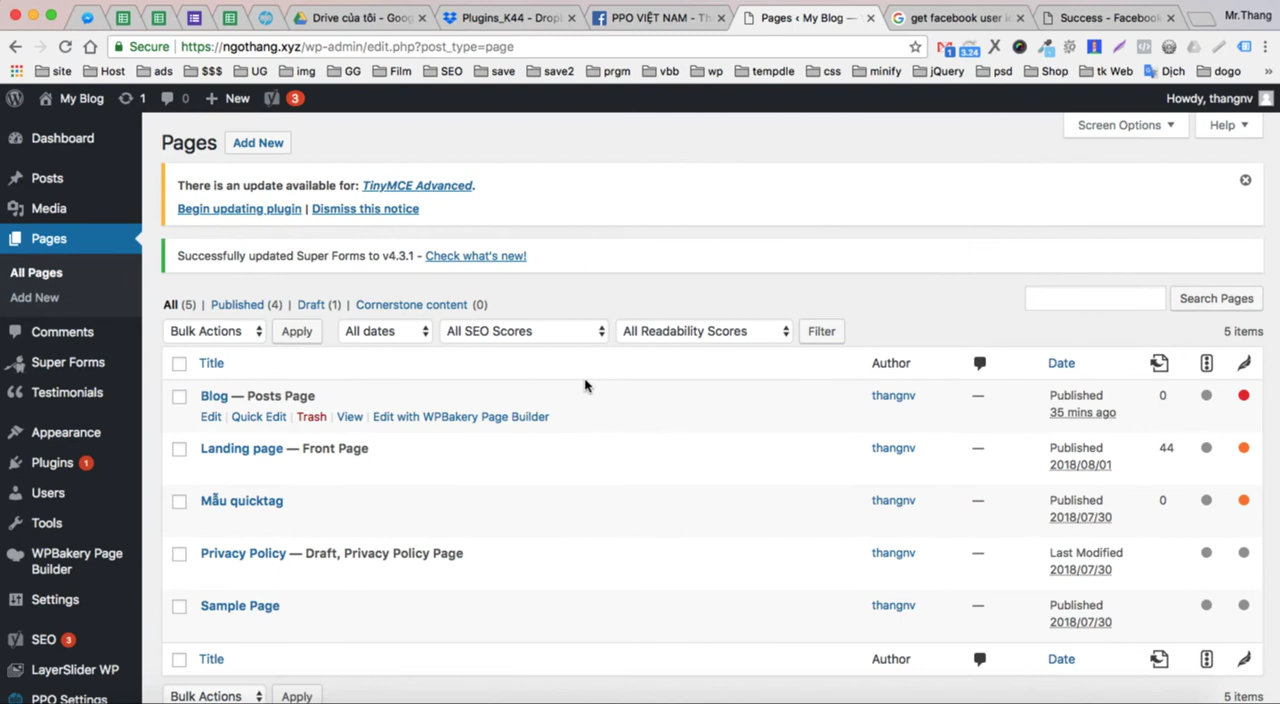 Drive của tôi - Goog
Plugins_K44 - Dropl
PPO VIỆT NAM - Th
Pages ‹ My Blog —
get facebook user i
Success - Facebook
Mr.Thang
Secure
https://ngothang.xyz/wp-admin/edit.php?post_type=page
1
3.24
site
Host
ads
$$$
UG
img
GG
Film
SEO
save
save2
prgm
vbb
wp
tempdle
css
minify
jQuery
psd
Shop
tk Web
Dịch
dogo
»
My Blog
1
0
New
3
Howdy, thangnv
Dashboard
Posts
Media
Pages
All Pages
Add New
Comments
Super Forms
Testimonials
Appearance
Plugins 1
Users
Tools
WPBakery Page
Builder
Settings
SEO 3
LayerSlider WP
PPO Settings
Screen Options
Help
Pages
Add New
There is an update available for: TinyMCE Advanced.
Begin updating plugin | Dismiss this notice
Successfully updated Super Forms to v4.3.1 - Check what's new!
All (5) | Published (4) | Draft (1) | Cornerstone content (0)
Search Pages
Bulk Actions
Apply
All dates
All SEO Scores
All Readability Scores
Filter
5 items
Title
Author
Date
Blog — Posts Page
thangnv
—
Published
35 mins ago
0
Edit | Quick Edit | Trash | View | Edit with WPBakery Page Builder
Landing page — Front Page
thangnv
—
Published
2018/08/01
44
Mẫu quicktag
thangnv
—
Published
2018/07/30
0
Privacy Policy — Draft, Privacy Policy Page
thangnv
—
Last Modified
2018/07/30
Sample Page
thangnv
—
Published
2018/07/30
Title
Author
Date
Bulk Actions
Apply
5 items